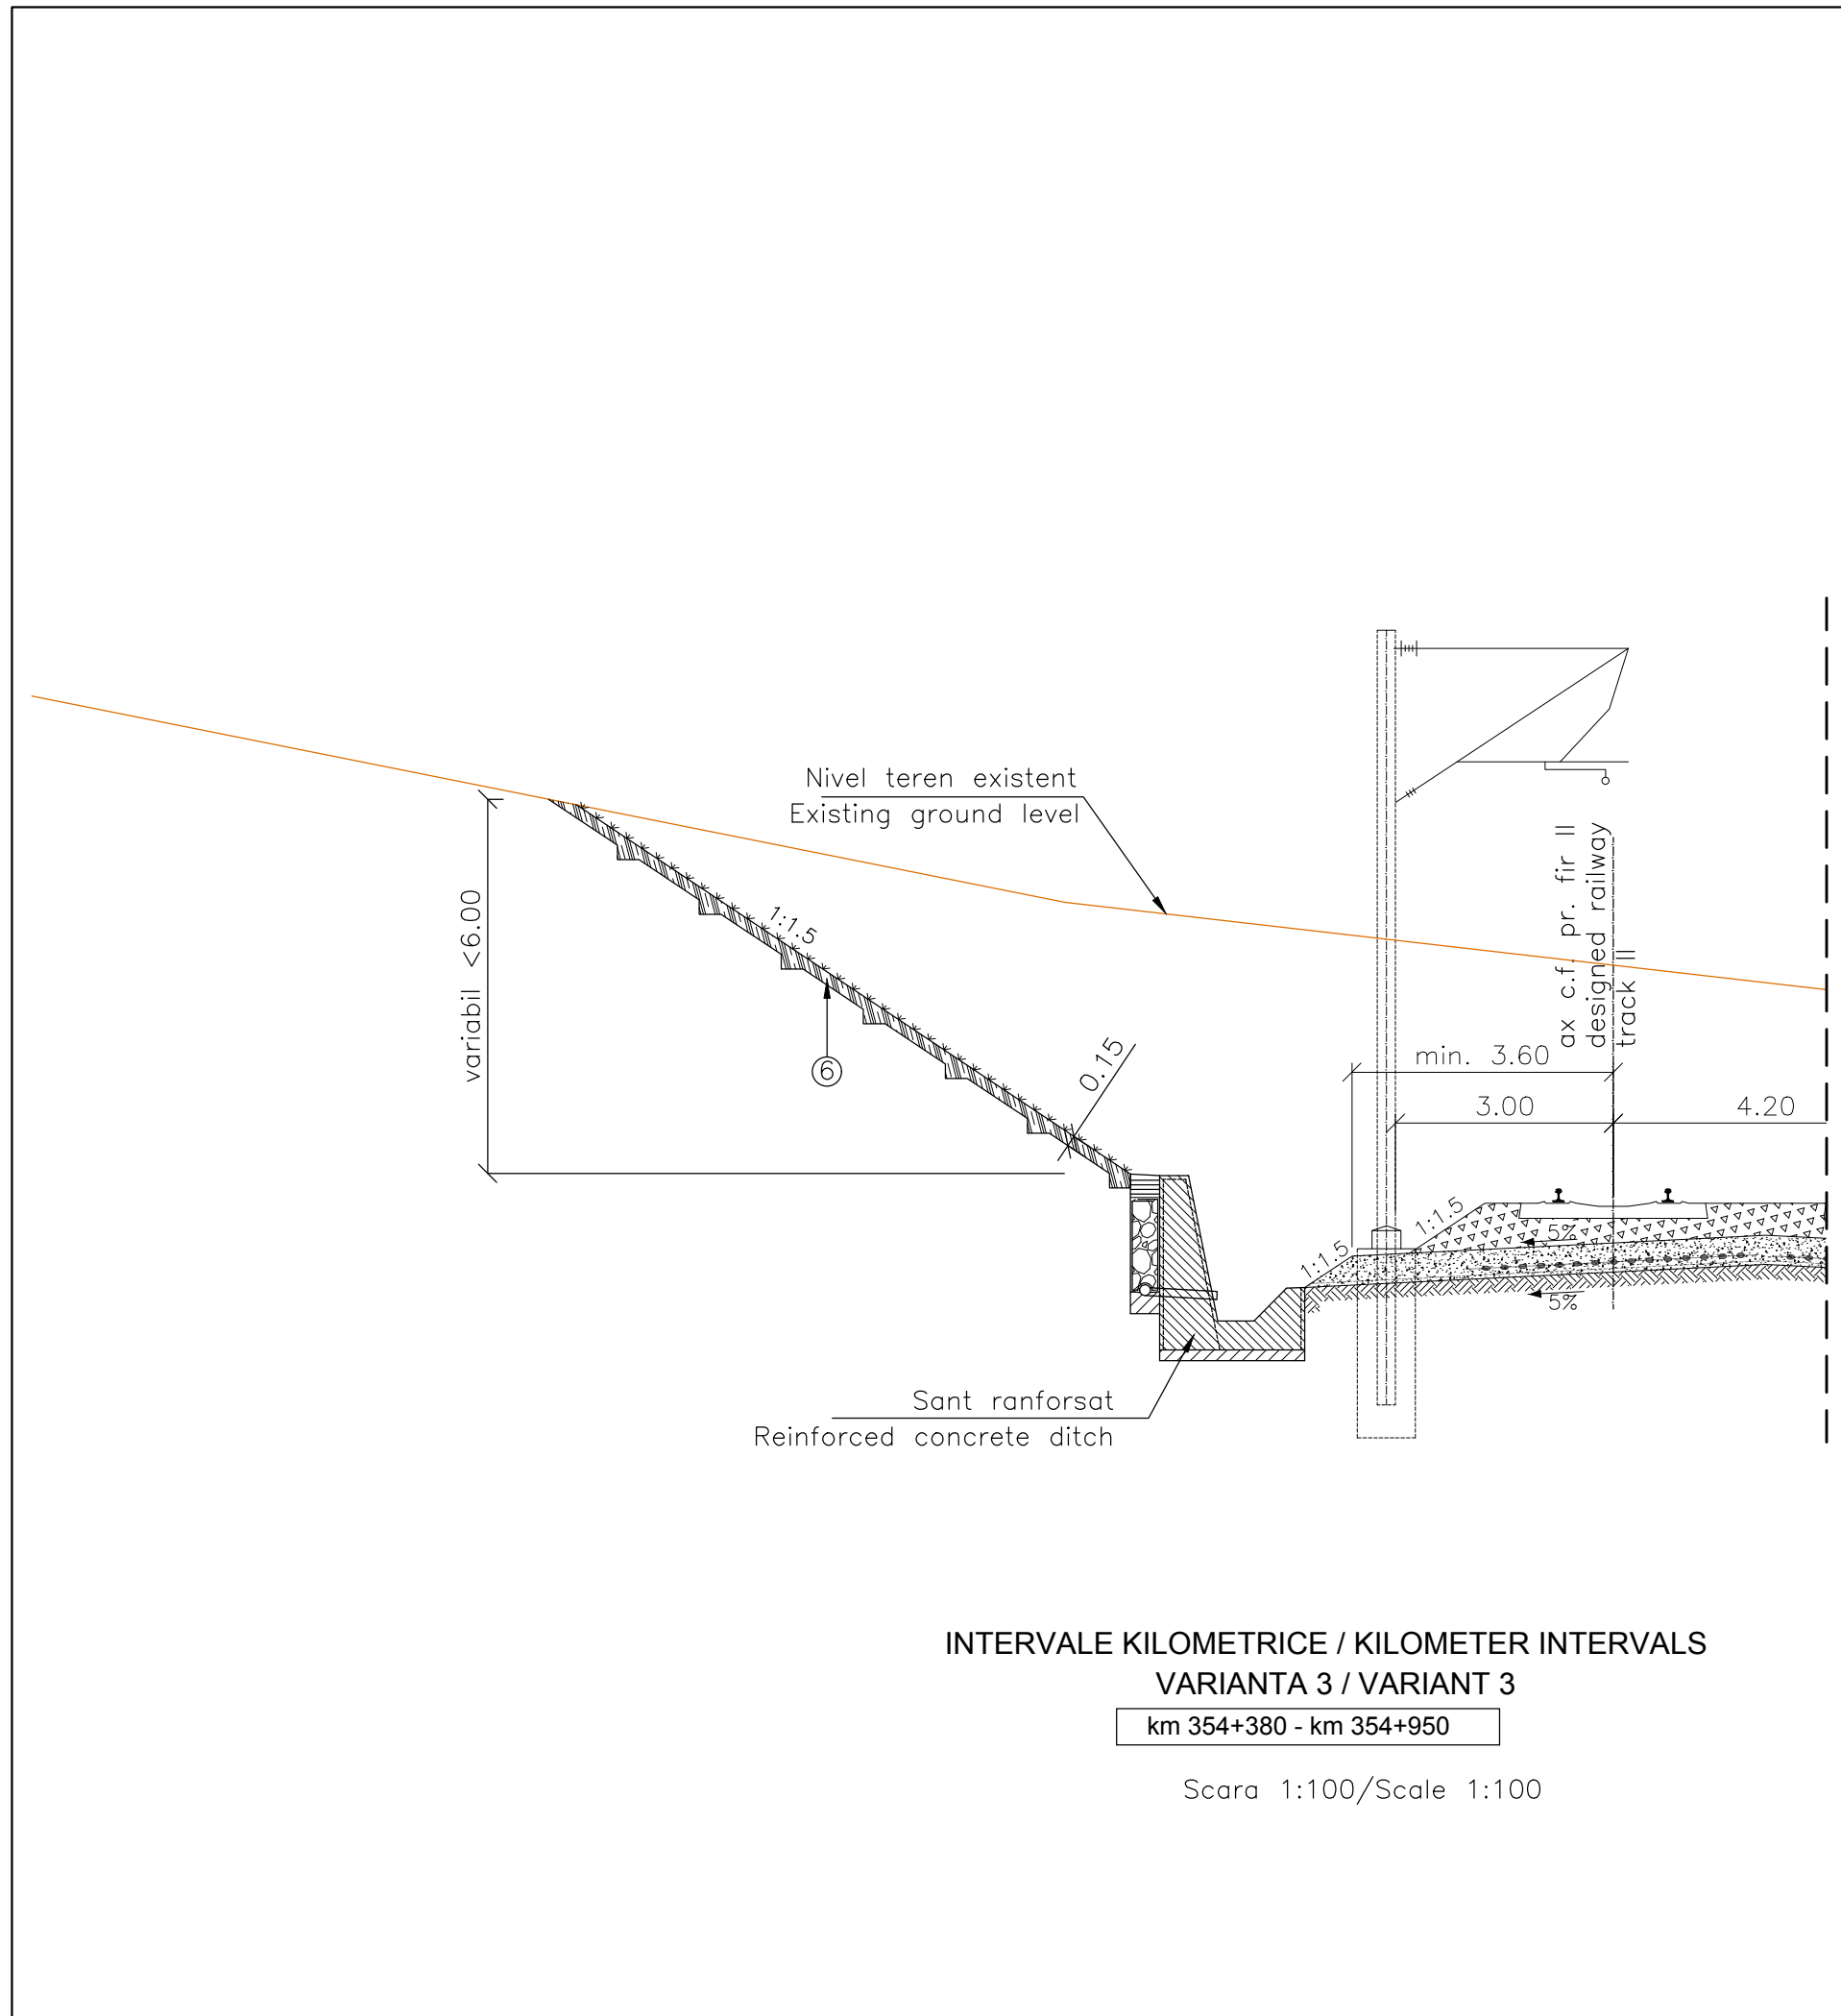 Nivel teren existent
Existing ground level
variabil <6.00
1:1.5
6
0.15
ax c.f. pr. fir II
designed railway
track II
min. 3.60
3.00
4.20
1:1.5
1:1.5
5%
5%
Sant ranforsat
Reinforced concrete ditch
INTERVALE KILOMETRICE / KILOMETER INTERVALS
VARIANTA 3 / VARIANT 3
km 354+380 - km 354+950
Scara 1:100/Scale 1:100